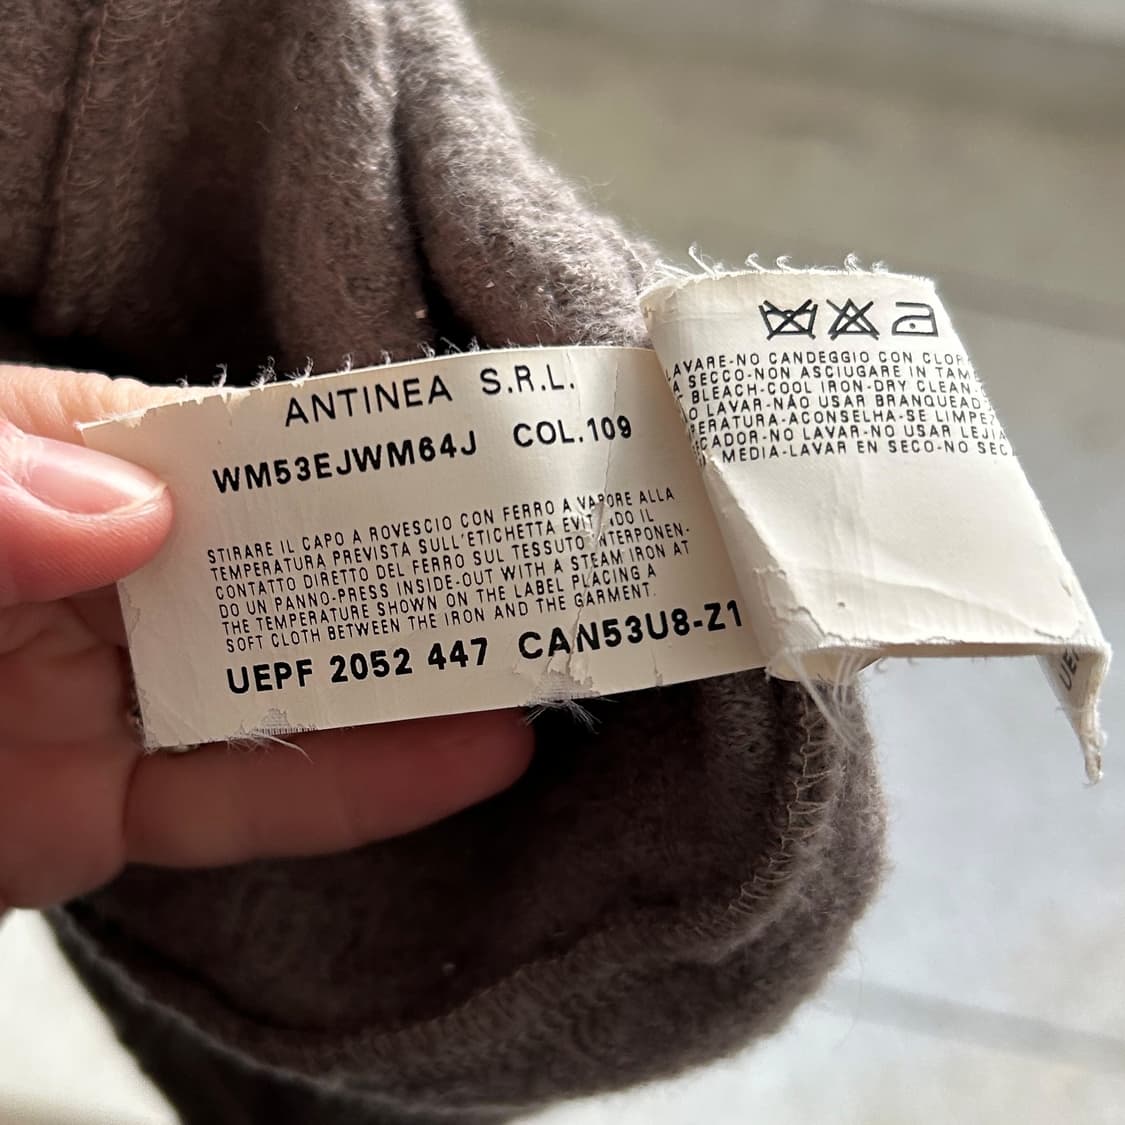 ANTINEA S.R.L.
WM53EJWM64J COL.109
STIRARE IL CAPO A ROVESCIO CON FERRO A VAPORE ALLA
TEMPERATURA PREVISTA SULL'ETICHETTA EVITANDO IL
CONTATTO DIRETTO DEL FERRO SUL TESSUTO INTERPONEN-
DO UN PANNO-PRESS INSIDE-OUT WITH A STEAM IRON AT
THE TEMPERATURE SHOWN ON THE LABEL PLACING A
SOFT CLOTH BETWEEN THE IRON AND THE GARMENT.
UEPF 2052 447 CAN53U8-Z1
LAVARE-NO CANDEGGIO CON CLOR
A SECCO-NON ASCIUGARE IN TAM
BLEACH-COOL IRON-DRY CLEAN-
O LAVAR-NÃO USAR BRANQUEAD
PERATURA-ACONSELHA-SE LIMPEZ
CADOR-NO LAVAR-NO USAR LEJIA
MEDIA-LAVAR EN SECO-NO SEC